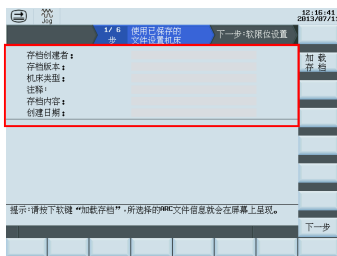 Jog
12:16:41
2013/07/11
1/ 6
步
使用已保存的
文件设置机床
下一步:软限位设置
加 载
存 档
存档创建者:
存档版本:
机床类型:
注释:
存档内容:
创建日期:
提示:请按下软键“加载存档”,所选择的ARC文件信息就会在屏幕上呈现。
下一步